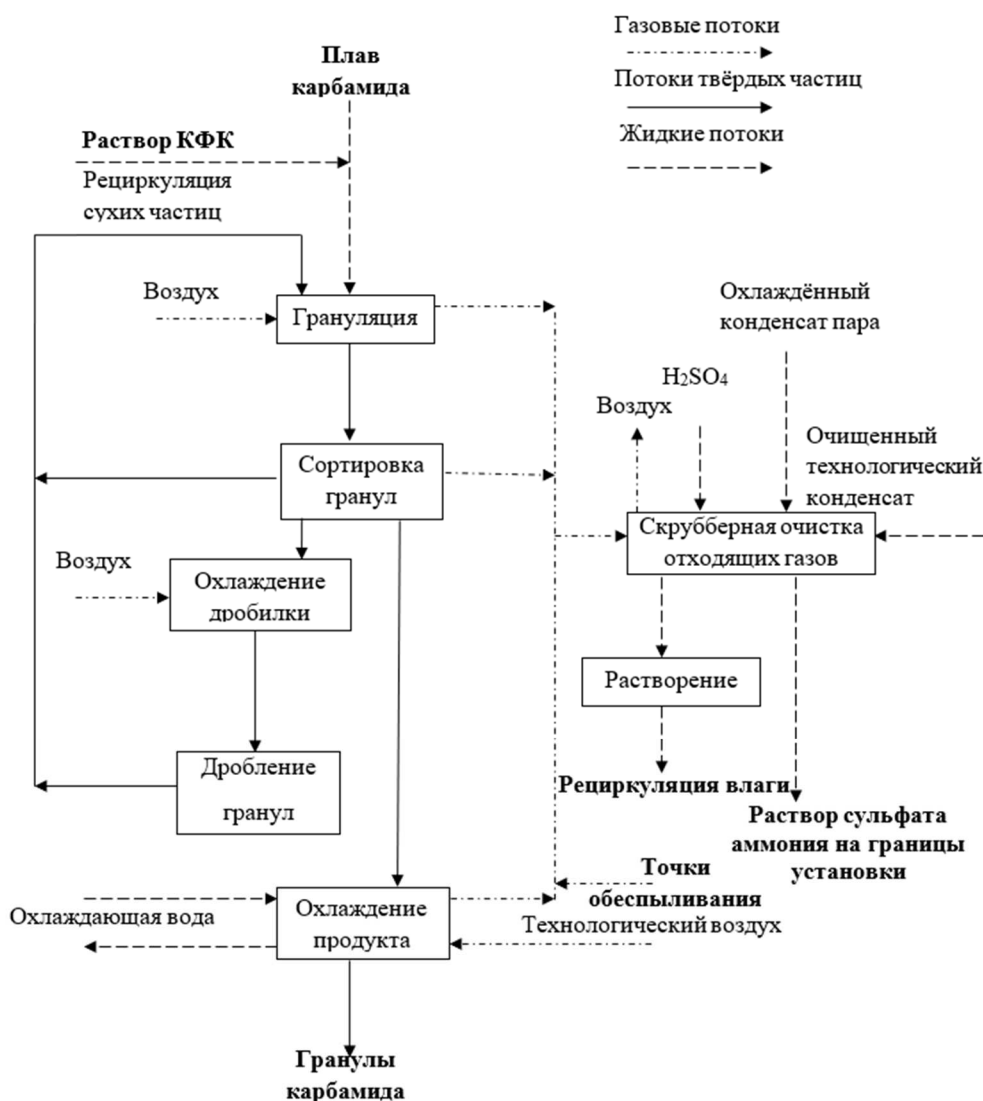 Газовые потоки
Потоки твёрдых частиц
Жидкие потоки
Плав
карбамида
Раствор КФК
Рециркуляция
сухих частиц
Воздух
Грануляция
Охлаждённый
конденсат пара
H₂SO₄
Воздух
Очищенный
технологический
конденсат
Сортировка
гранул
Скрубберная очистка
отходящих газов
Воздух
Охлаждение
дробилки
Растворение
Дробление
гранул
Рециркуляция влаги
Раствор сульфата
аммония на границы
установки
Точки
обеспыливания
Охлаждающая вода
Охлаждение
продукта
Технологический воздух
Гранулы
карбамида